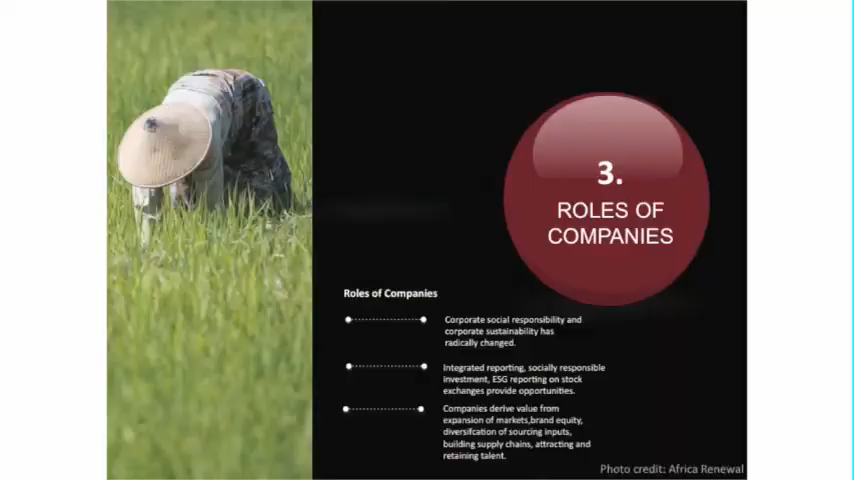 3.
ROLES OF
COMPANIES
Roles of Companies
Corporate social responsibility and
corporate sustainability has
radically changed.
Integrated reporting, socially responsible
investment, ESG reporting on stock
exchanges provide opportunities.
Companies derive value from
expansion of markets,brand equity,
diversifcation of sourcing inputs,
building supply chains, attracting and
retaining talent.
Photo credit: Africa Renewal